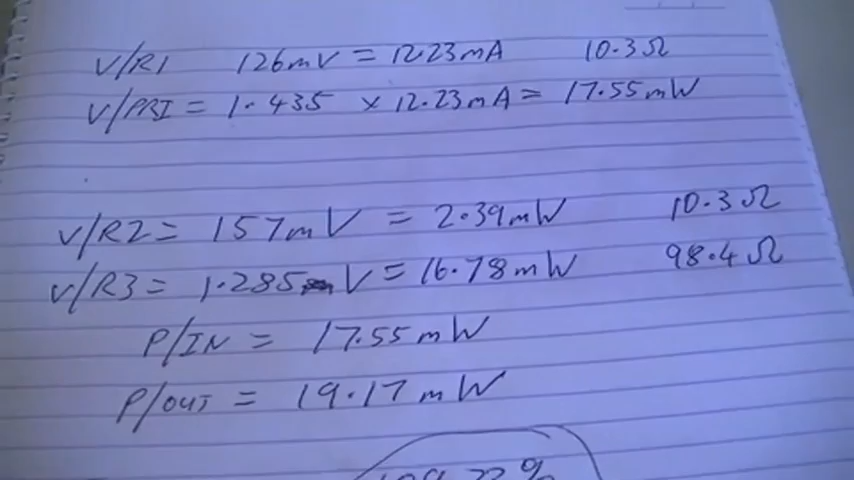 V/R1 126mV = 12.23mA 10.3Ω
V/PRI = 1.435 x 12.23mA = 17.55mW
V/R2 = 157mV = 2.39mW 10.3Ω
V/R3 = 1.285 V = 16.78mW 98.4Ω
P/IN = 17.55mW
P/OUT = 19.17mW